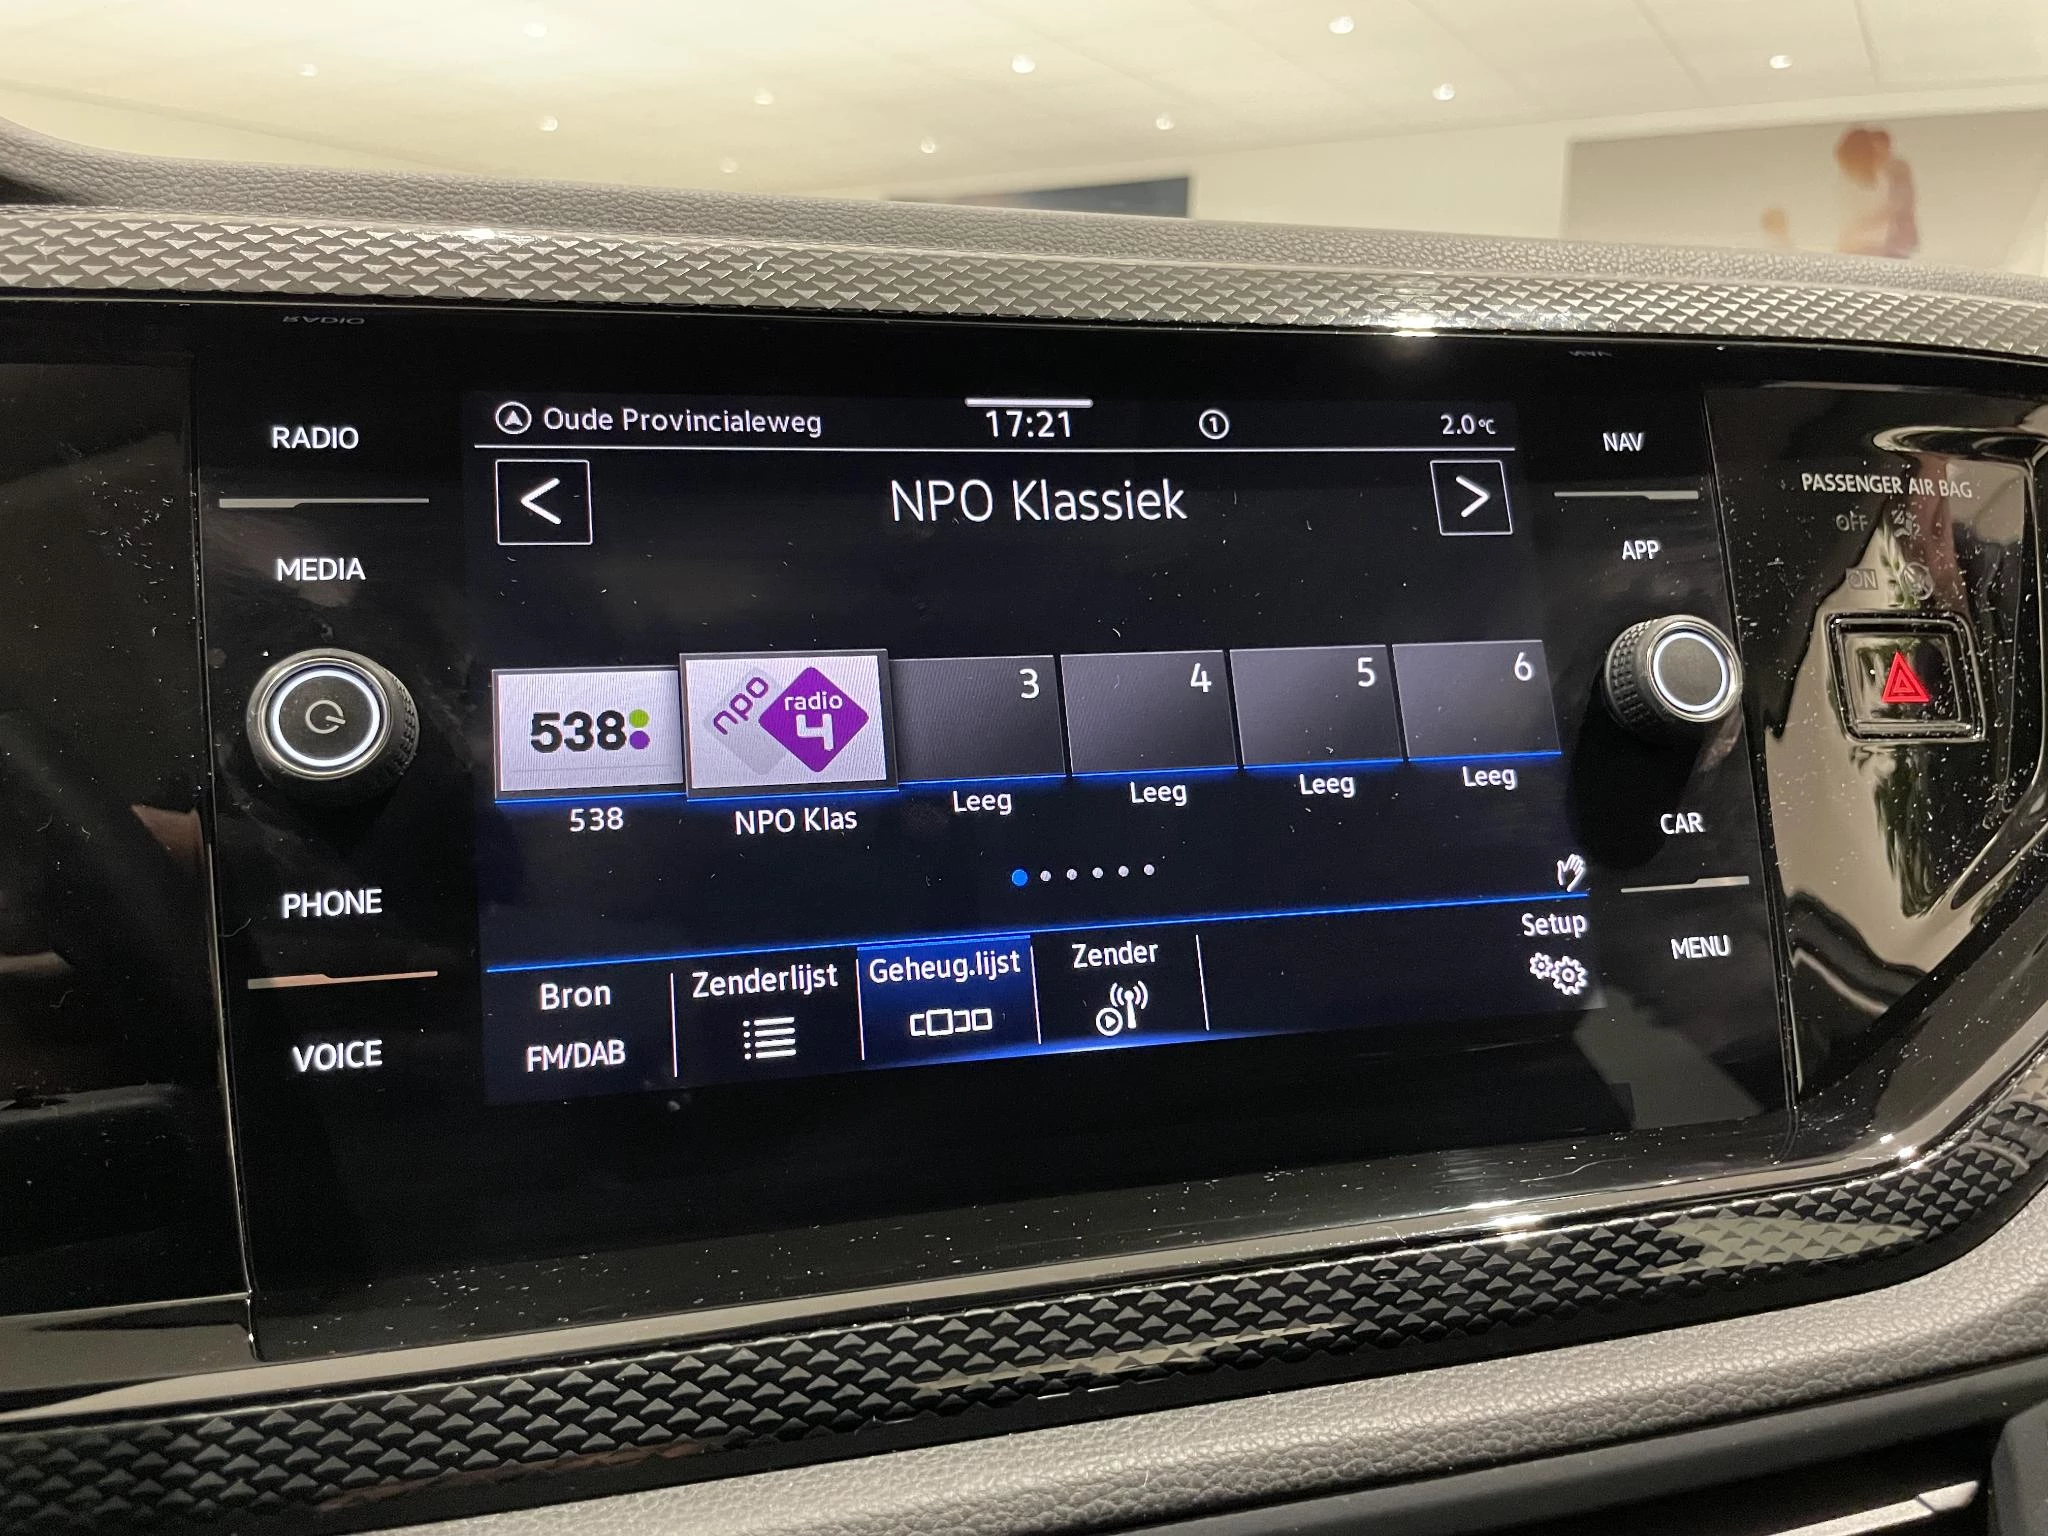 RADIO
MEDIA
PHONE
VOICE
Oude Provincialeweg
17:21
1
2.0°C
<
NPO Klassiek
>
538
npo
radio
4
3
4
5
6
538
NPO Klas
Leeg
Leeg
Leeg
Leeg
Bron
FM/DAB
Zenderlijst
Geheug.lijst
Zender
Setup
NAV
APP
CAR
MENU
PASSENGER AIR BAG
OFF
ON